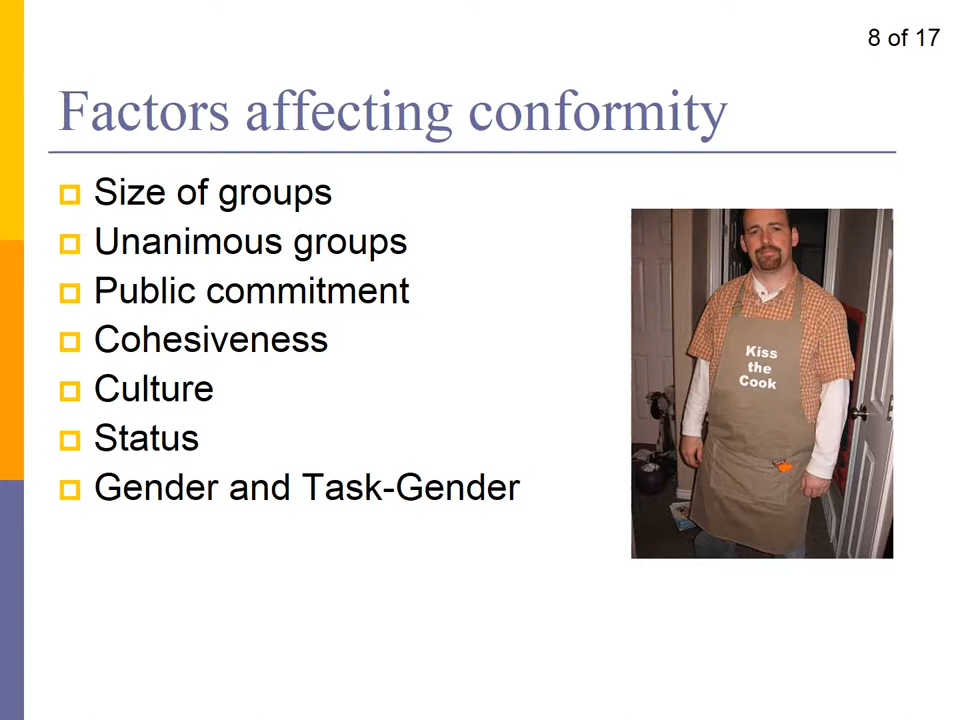 8 of 17
Factors affecting conformity
Size of groups
Unanimous groups
Public commitment
Cohesiveness
Culture
Status
Gender and Task-Gender
Kiss
the
Cook